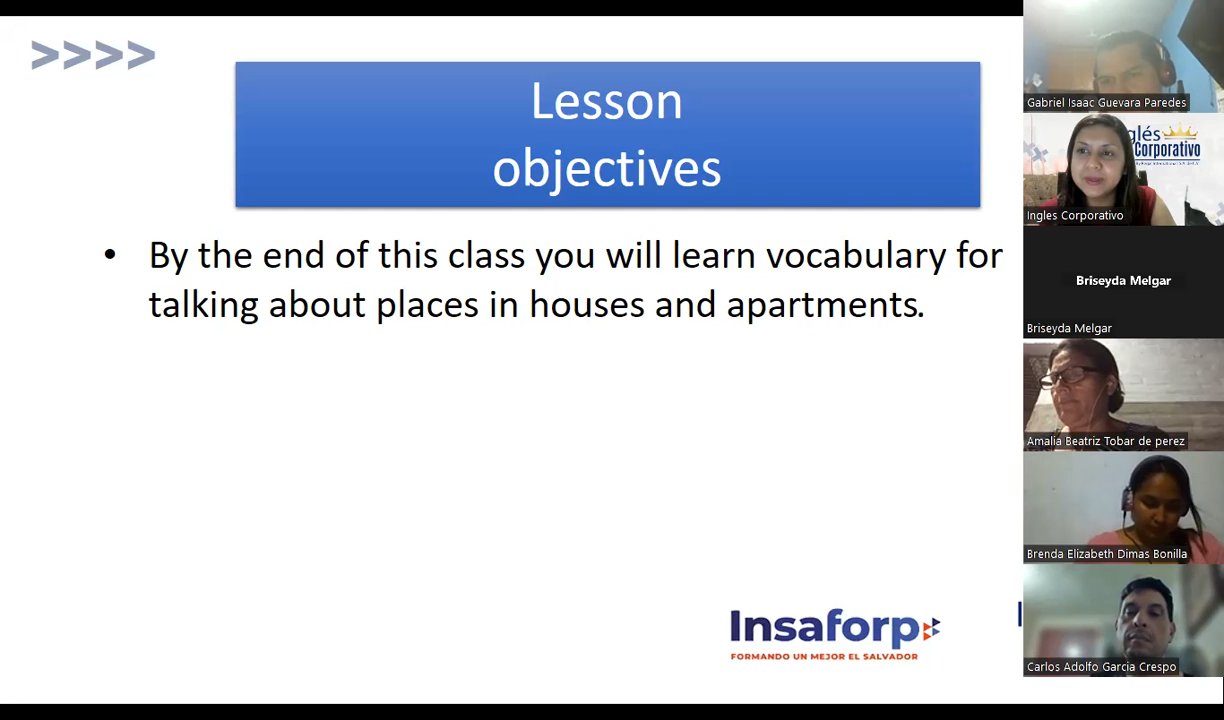 >>>>
Lesson
objectives
• By the end of this class you will learn vocabulary for
talking about places in houses and apartments.
Insaforp
FORMANDO UN MEJOR EL SALVADOR
Gabriel Isaac Guevara Paredes
glés
Corporativo
Ingles Corporativo
Briseyda Melgar
Briseyda Melgar
Amalia Beatriz Tobar de perez
Brenda Elizabeth Dimas Bonilla
Carlos Adolfo Garcia Crespo